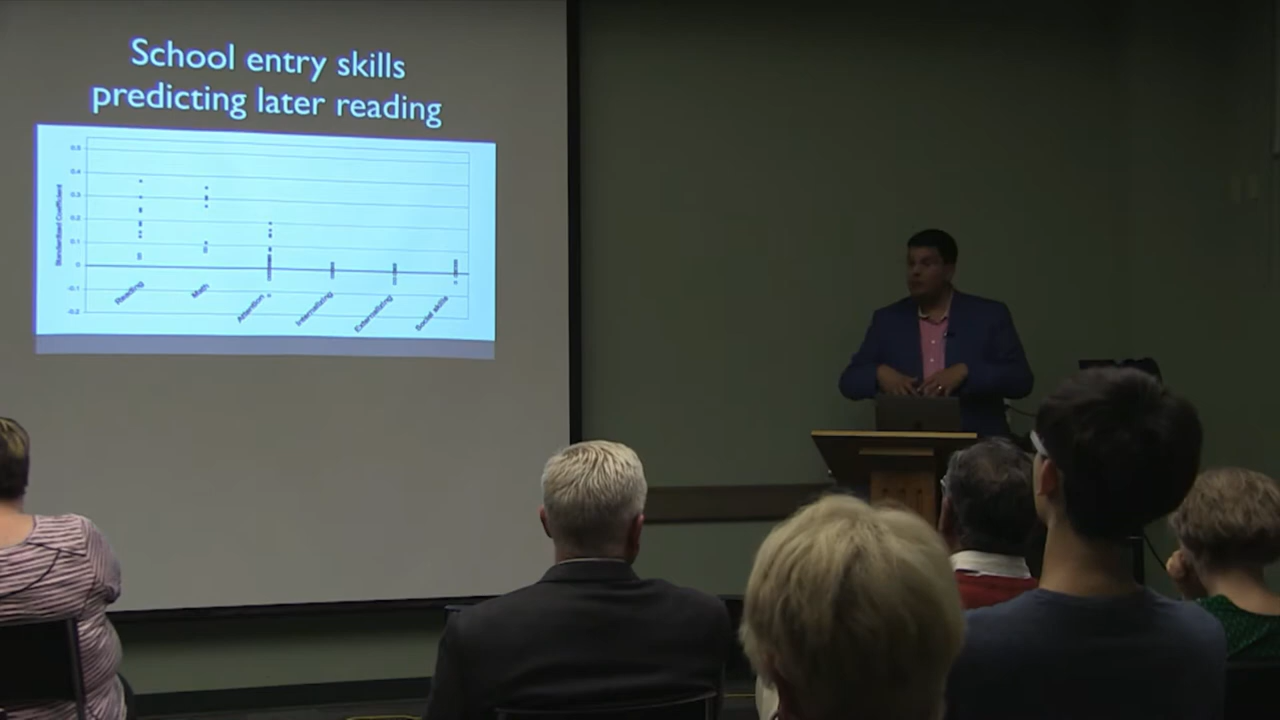 School entry skills
predicting later reading
Standardized Coefficient
0.5
0.4
0.3
0.2
0.1
0
-0.1
-0.2
Reading
Math
Attention
Internalizing
Externalizing
Social skills